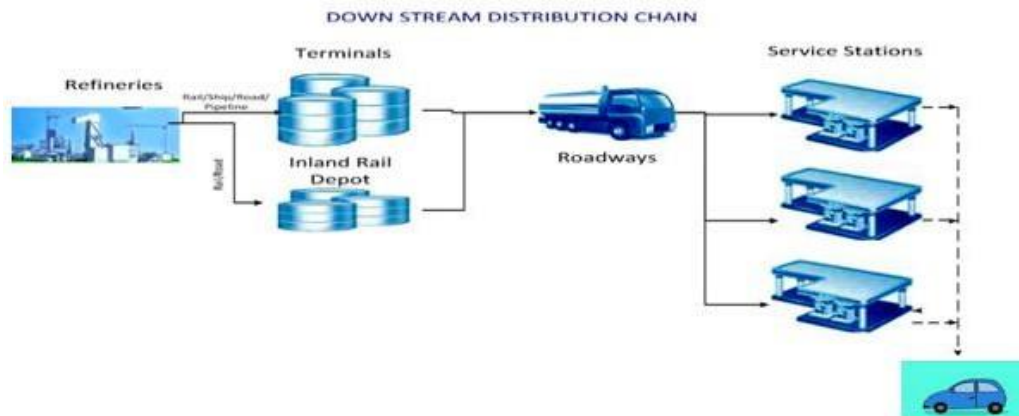 DOWN STREAM DISTRIBUTION CHAIN
Terminals
Service Stations
Refineries
Rail/Ship/Road/
Pipeline
Inland Rail
Depot
Rail/Road
Roadways